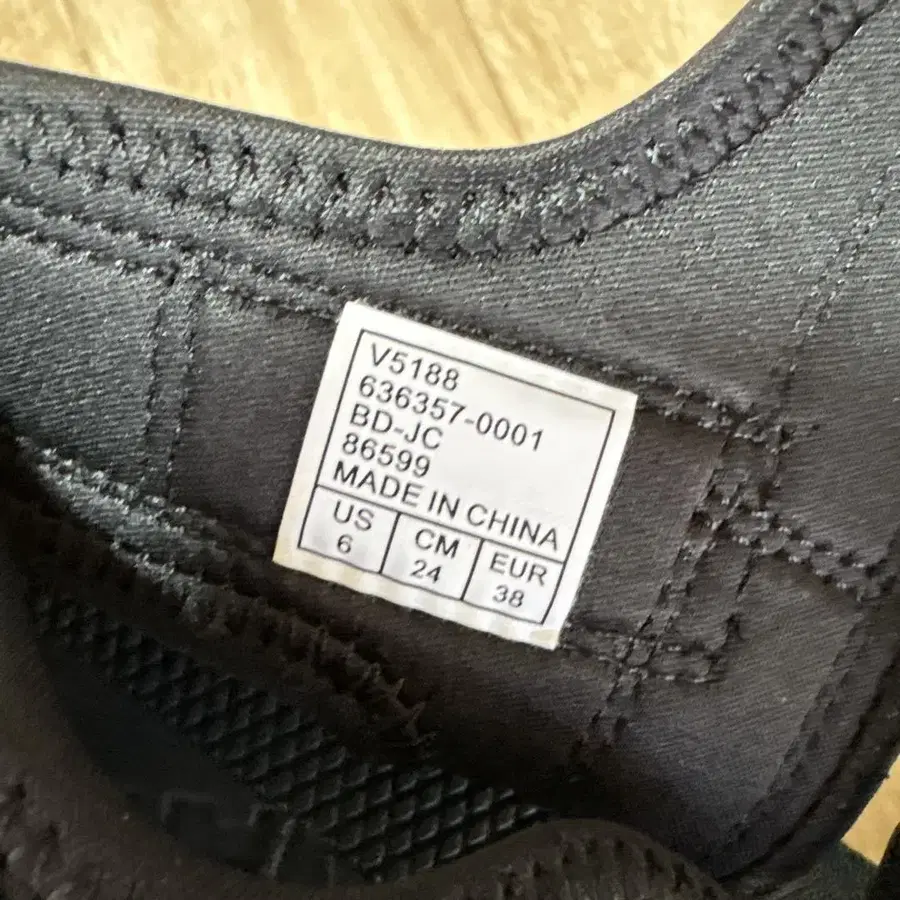 V5188
636357-0001
BD-JC
86599
MADE IN CHINA
US CM EUR
6 24 38